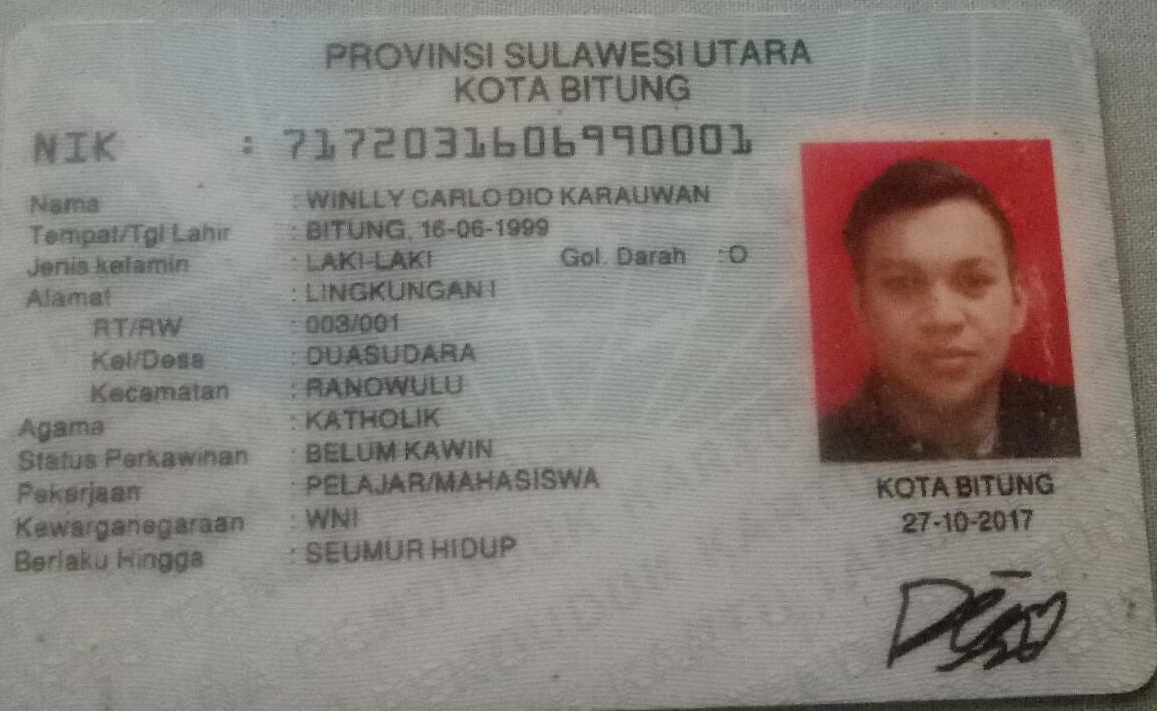 PROVINSI SULAWESI UTARA
KOTA BITUNG
NIK : 7172031606990001
Nama : WINLLY CARLO DIO KARAUWAN
Tempat/Tgl Lahir : BITUNG, 16-06-1999
Jenis kelamin : LAKI-LAKI Gol. Darah : O
Alamat : LINGKUNGAN I
RT/RW : 003/001
Kel/Desa : DUASUDARA
Kecamatan : RANOWULU
Agama : KATHOLIK
Status Perkawinan : BELUM KAWIN
Pekerjaan : PELAJAR/MAHASISWA
Kewarganegaraan : WNI
Berlaku Hingga : SEUMUR HIDUP
KOTA BITUNG
27-10-2017